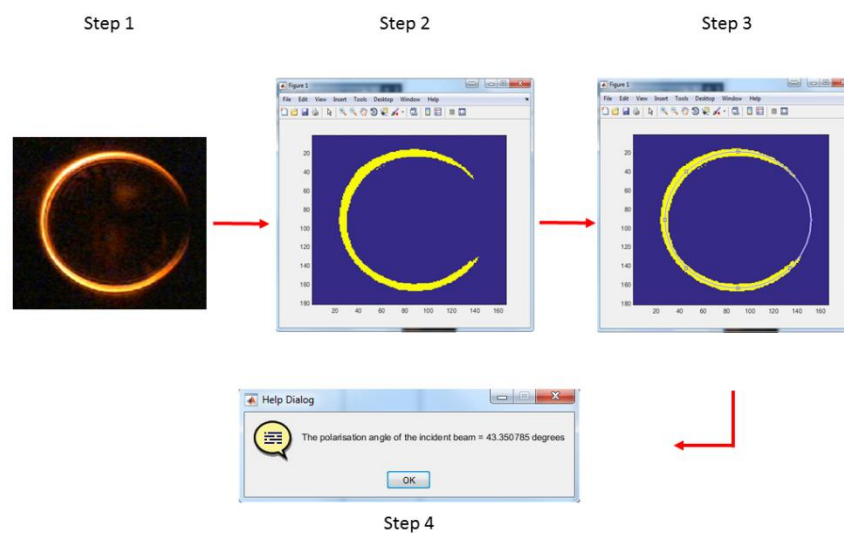 Step 1
Step 2
Step 3
Figure 1
File Edit View Insert Tools Desktop Window Help
20
40
60
80
100
120
140
160
180
20 40 60 80 100 120 140 160
Figure 1
File Edit View Insert Tools Desktop Window Help
20
40
60
80
100
120
140
160
180
20 40 60 80 100 120 140 160
Help Dialog
The polarisation angle of the incident beam = 43.350785 degrees
OK
Step 4